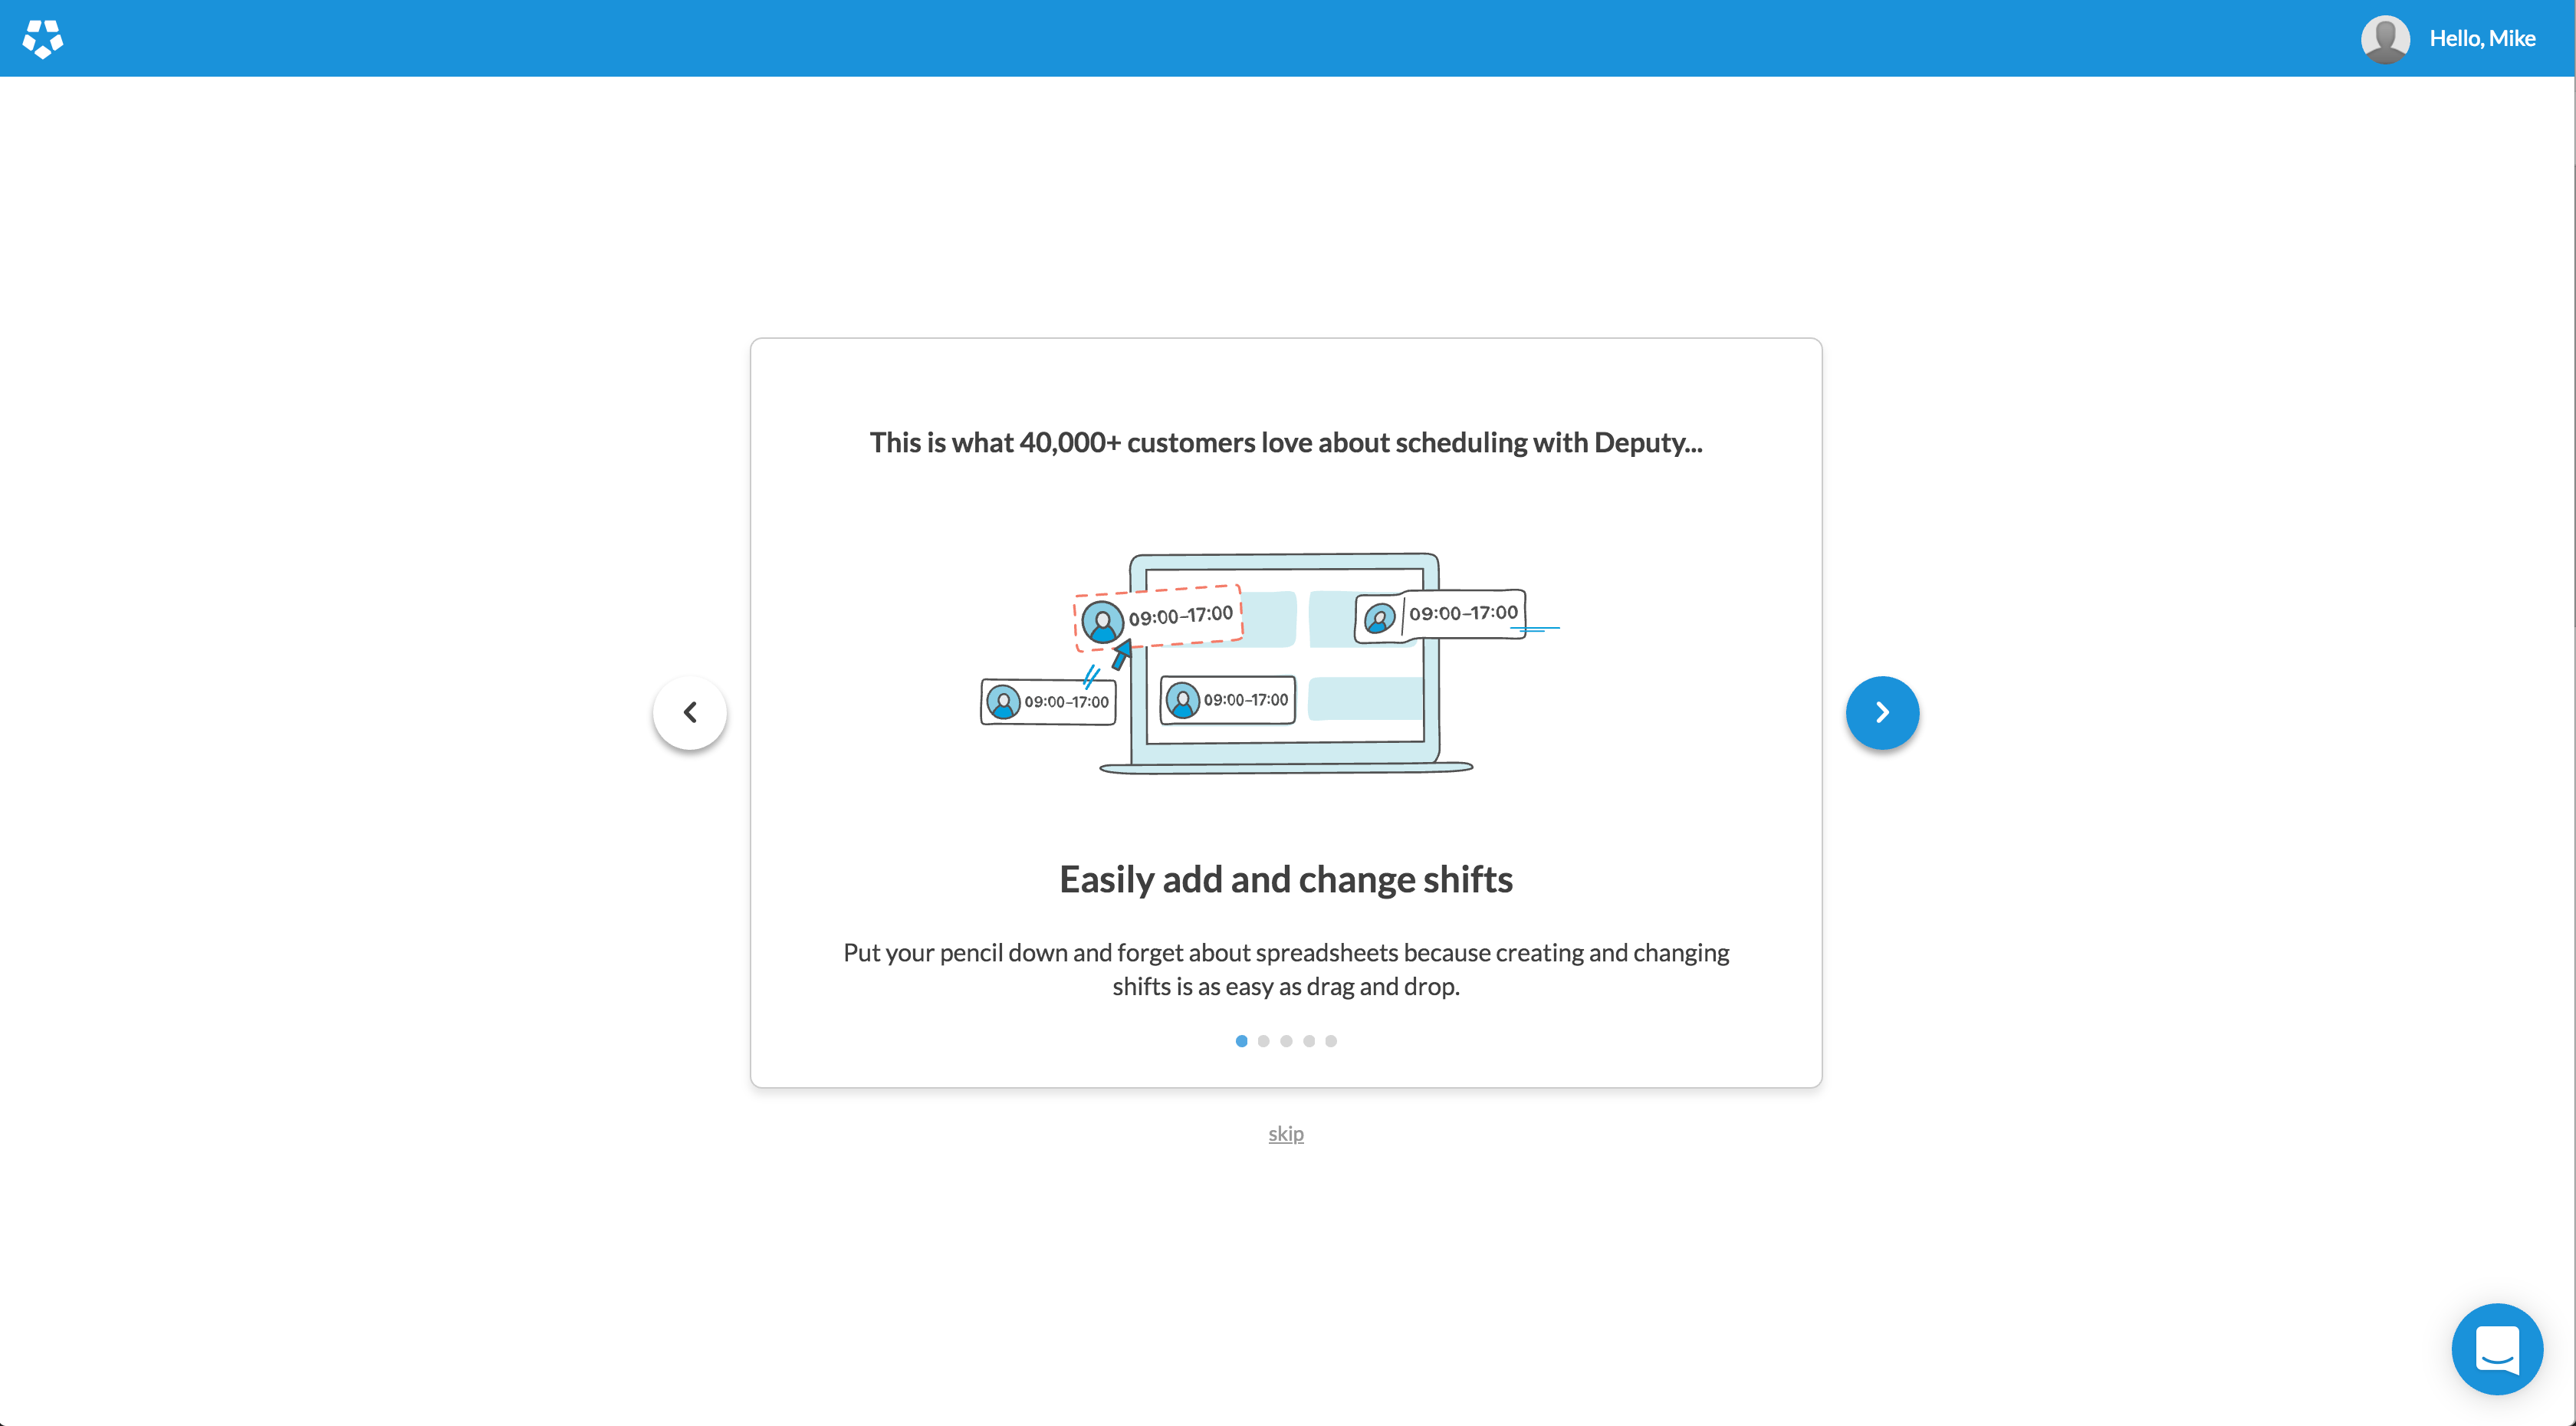 Hello, Mike
This is what 40,000+ customers love about scheduling with Deputy...
09:00–17:00
09:00–17:00
09:00–17:00
09:00–17:00
Easily add and change shifts
Put your pencil down and forget about spreadsheets because creating and changing
shifts is as easy as drag and drop.
skip